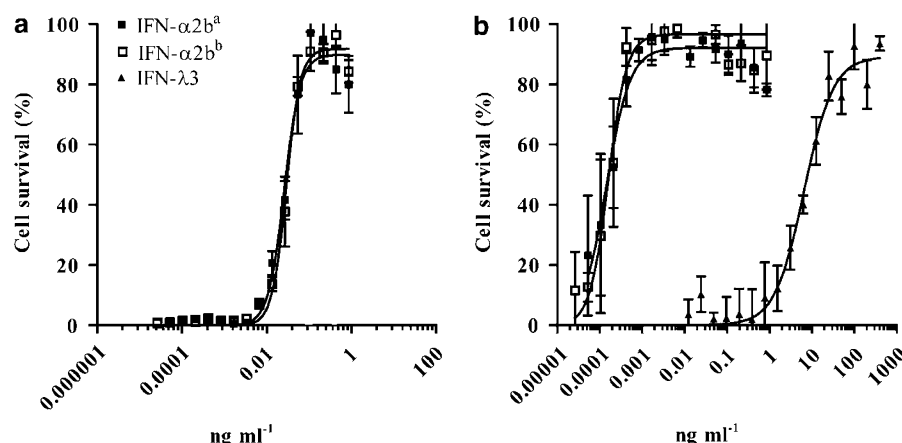 a
b
IFN-α2bᵃ
IFN-α2bᵇ
IFN-λ3
Cell survival (%)
100
80
60
40
20
0
0.000001
0.0001
0.01
1
100
ng ml⁻¹
Cell survival (%)
100
80
60
40
20
0
0.00001
0.0001
0.001
0.01
0.1
1
10
100
1000
ng ml⁻¹